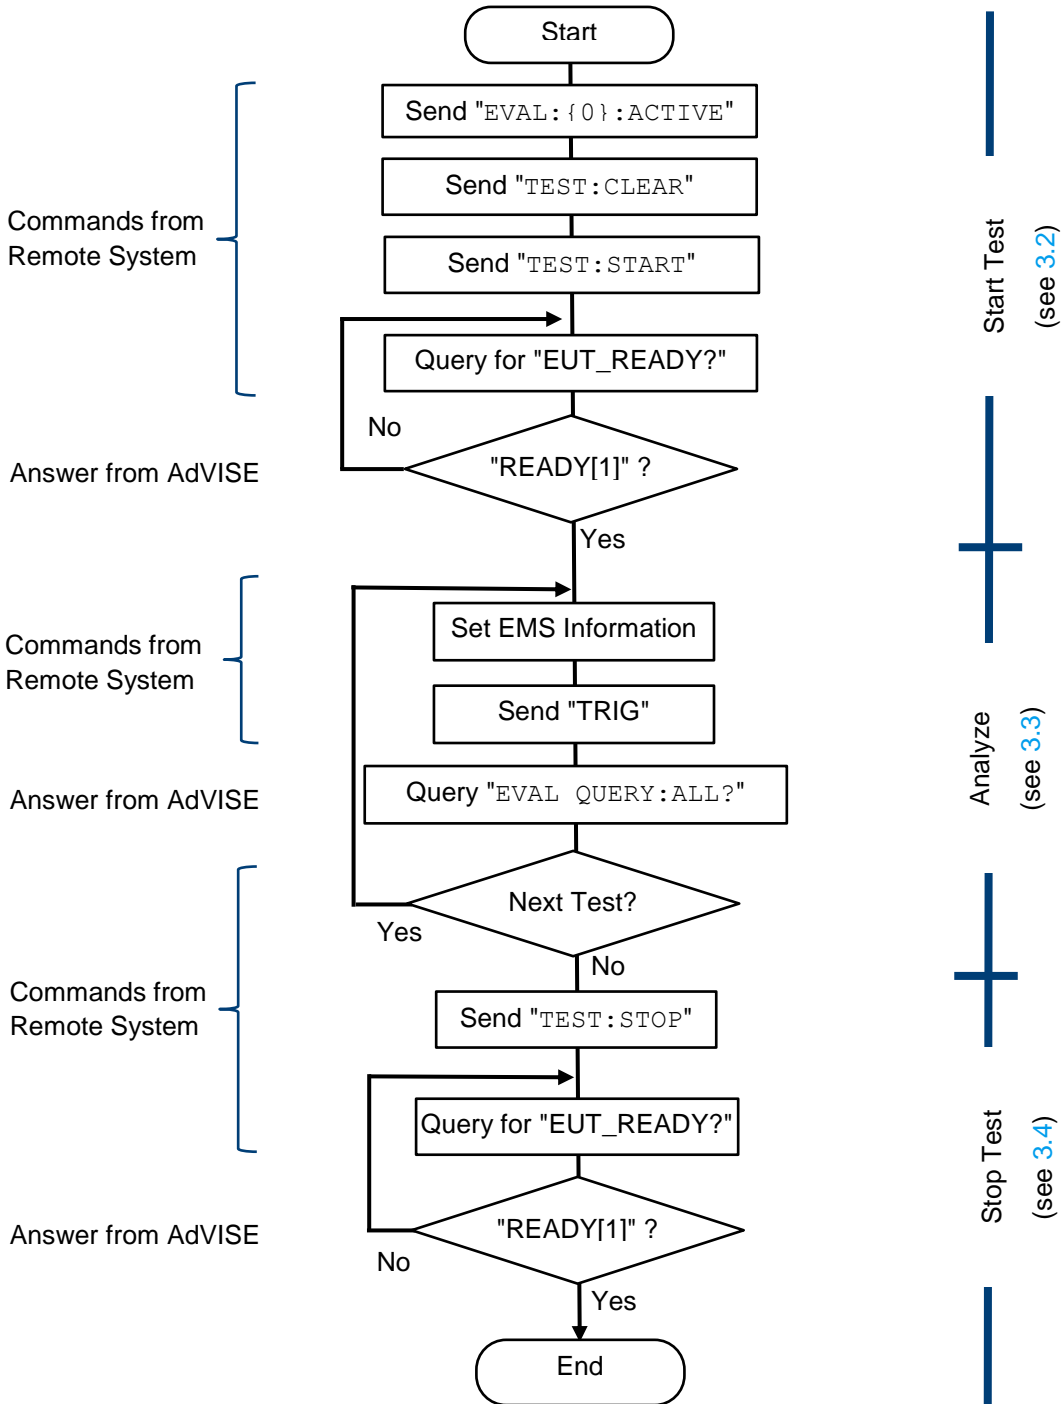 Start
Send "EVAL:{0}:ACTIVE"
Send "TEST:CLEAR"
Commands from
Remote System
Send "TEST:START"
Start Test
(see 3.2)
Query for "EUT_READY?"
No
Answer from AdVISE
"READY[1]" ?
Yes
Set EMS Information
Commands from
Remote System
Send "TRIG"
Analyze
(see 3.3)
Answer from AdVISE
Query "EVAL QUERY:ALL?"
Next Test?
Yes
No
Commands from
Remote System
Send "TEST:STOP"
Query for "EUT_READY?"
Stop Test
(see 3.4)
Answer from AdVISE
"READY[1]" ?
No
Yes
End